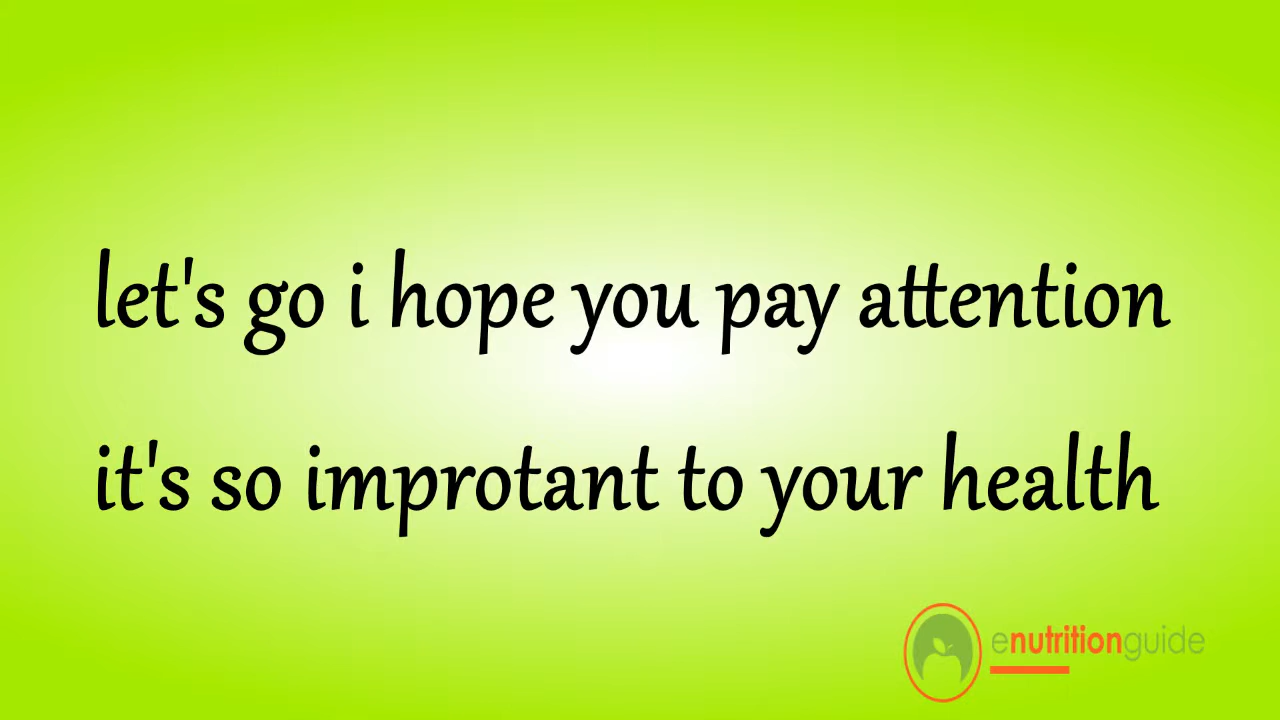 let's go i hope you pay attention
it's so improtant to your health
enutritionguide